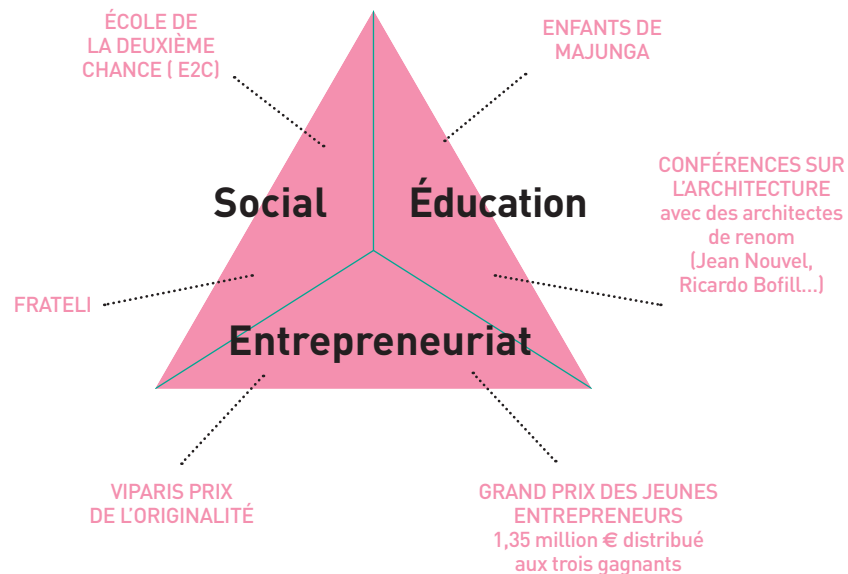 ÉCOLE DE
LA DEUXIÈME
CHANCE ( E2C)
ENFANTS DE
MAJUNGA
CONFÉRENCES SUR
L’ARCHITECTURE
avec des architectes
de renom
(Jean Nouvel,
Ricardo Bofill...)
Social
Éducation
FRATELI
Entrepreneuriat
VIPARIS PRIX
DE L’ORIGINALITÉ
GRAND PRIX DES JEUNES
ENTREPRENEURS
1,35 million € distribué
aux trois gagnants